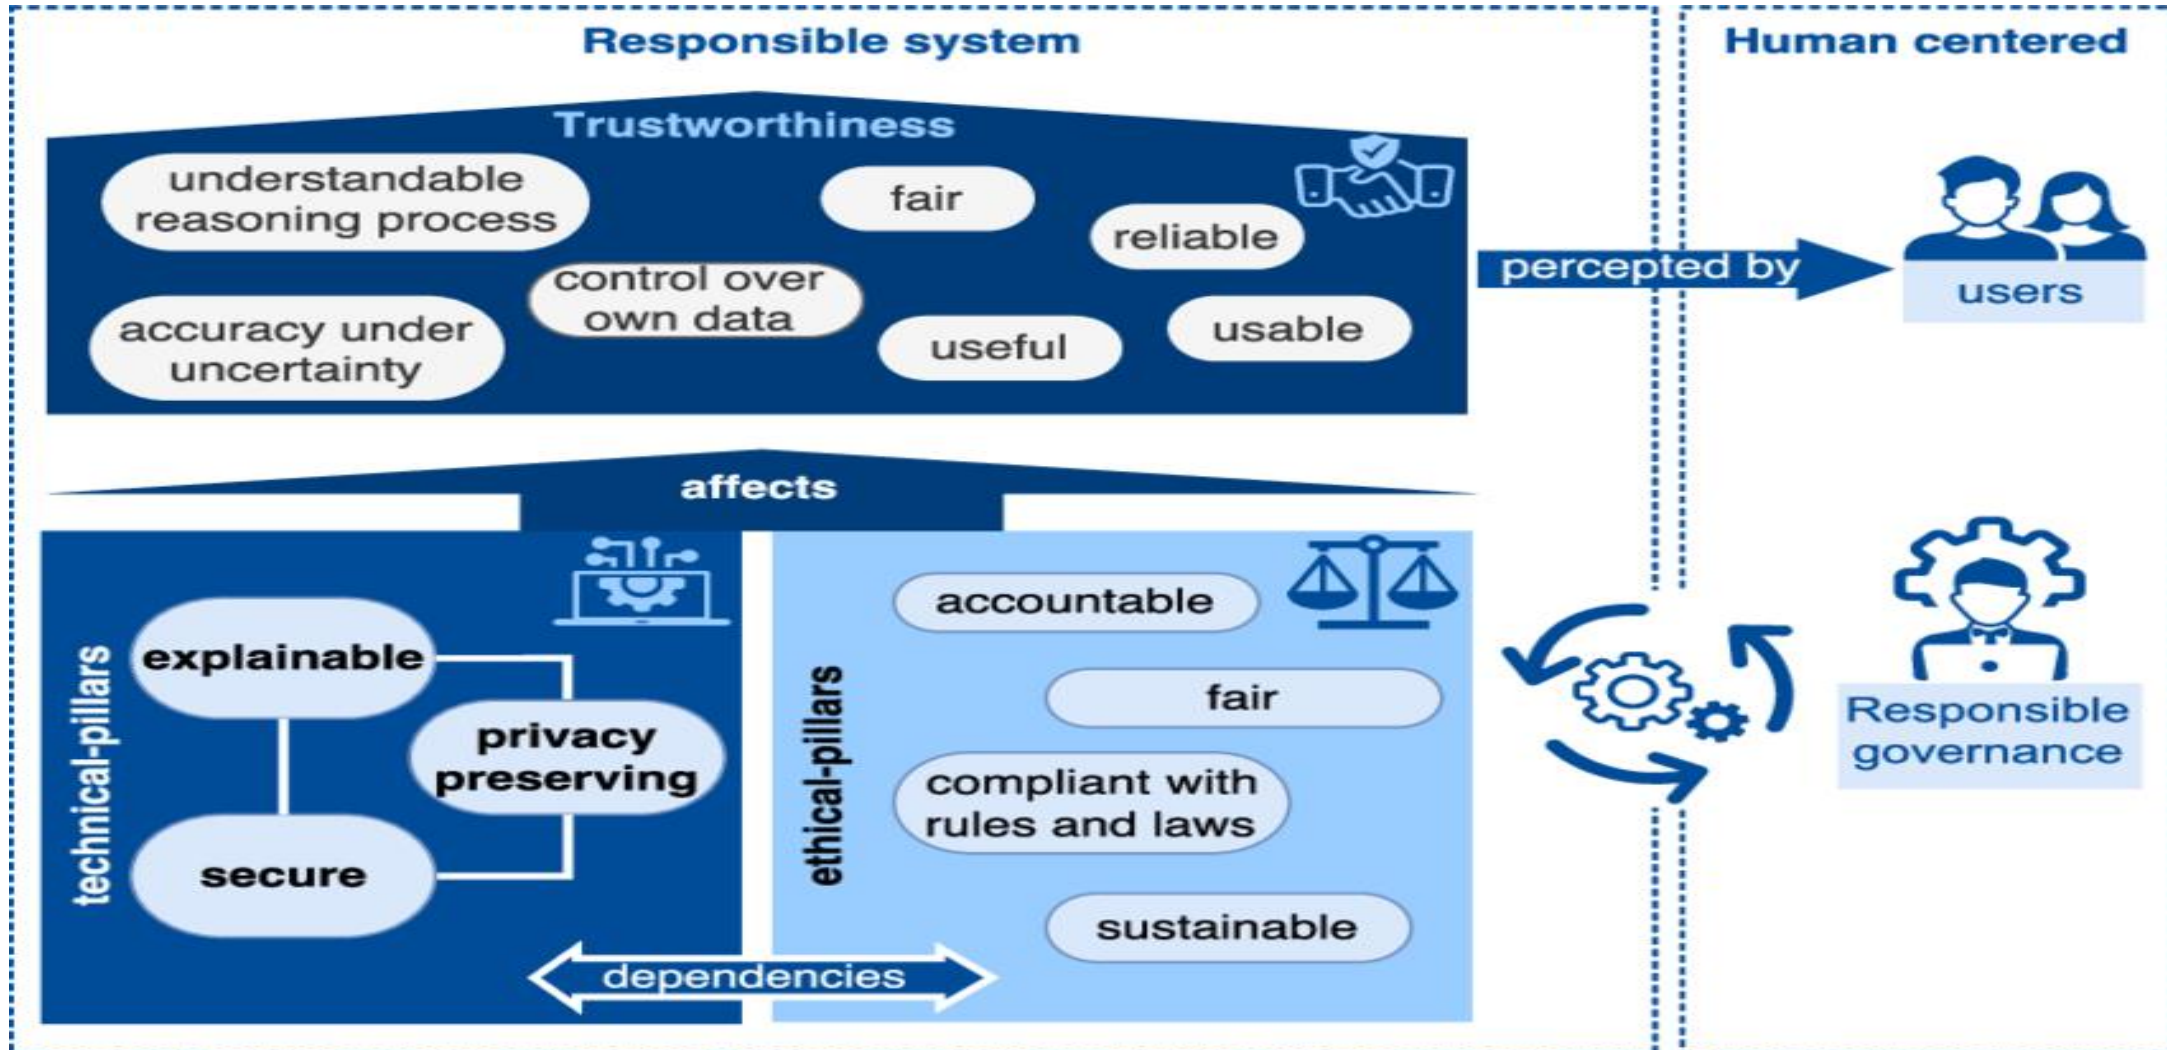 Responsible system
Human centered
Trustworthiness
understandable
reasoning process
fair
reliable
control over
own data
accuracy under
uncertainty
useful
usable
percepted by
users
affects
technical-pillars
explainable
privacy
preserving
secure
ethical-pillars
accountable
fair
compliant with
rules and laws
sustainable
dependencies
Responsible
governance